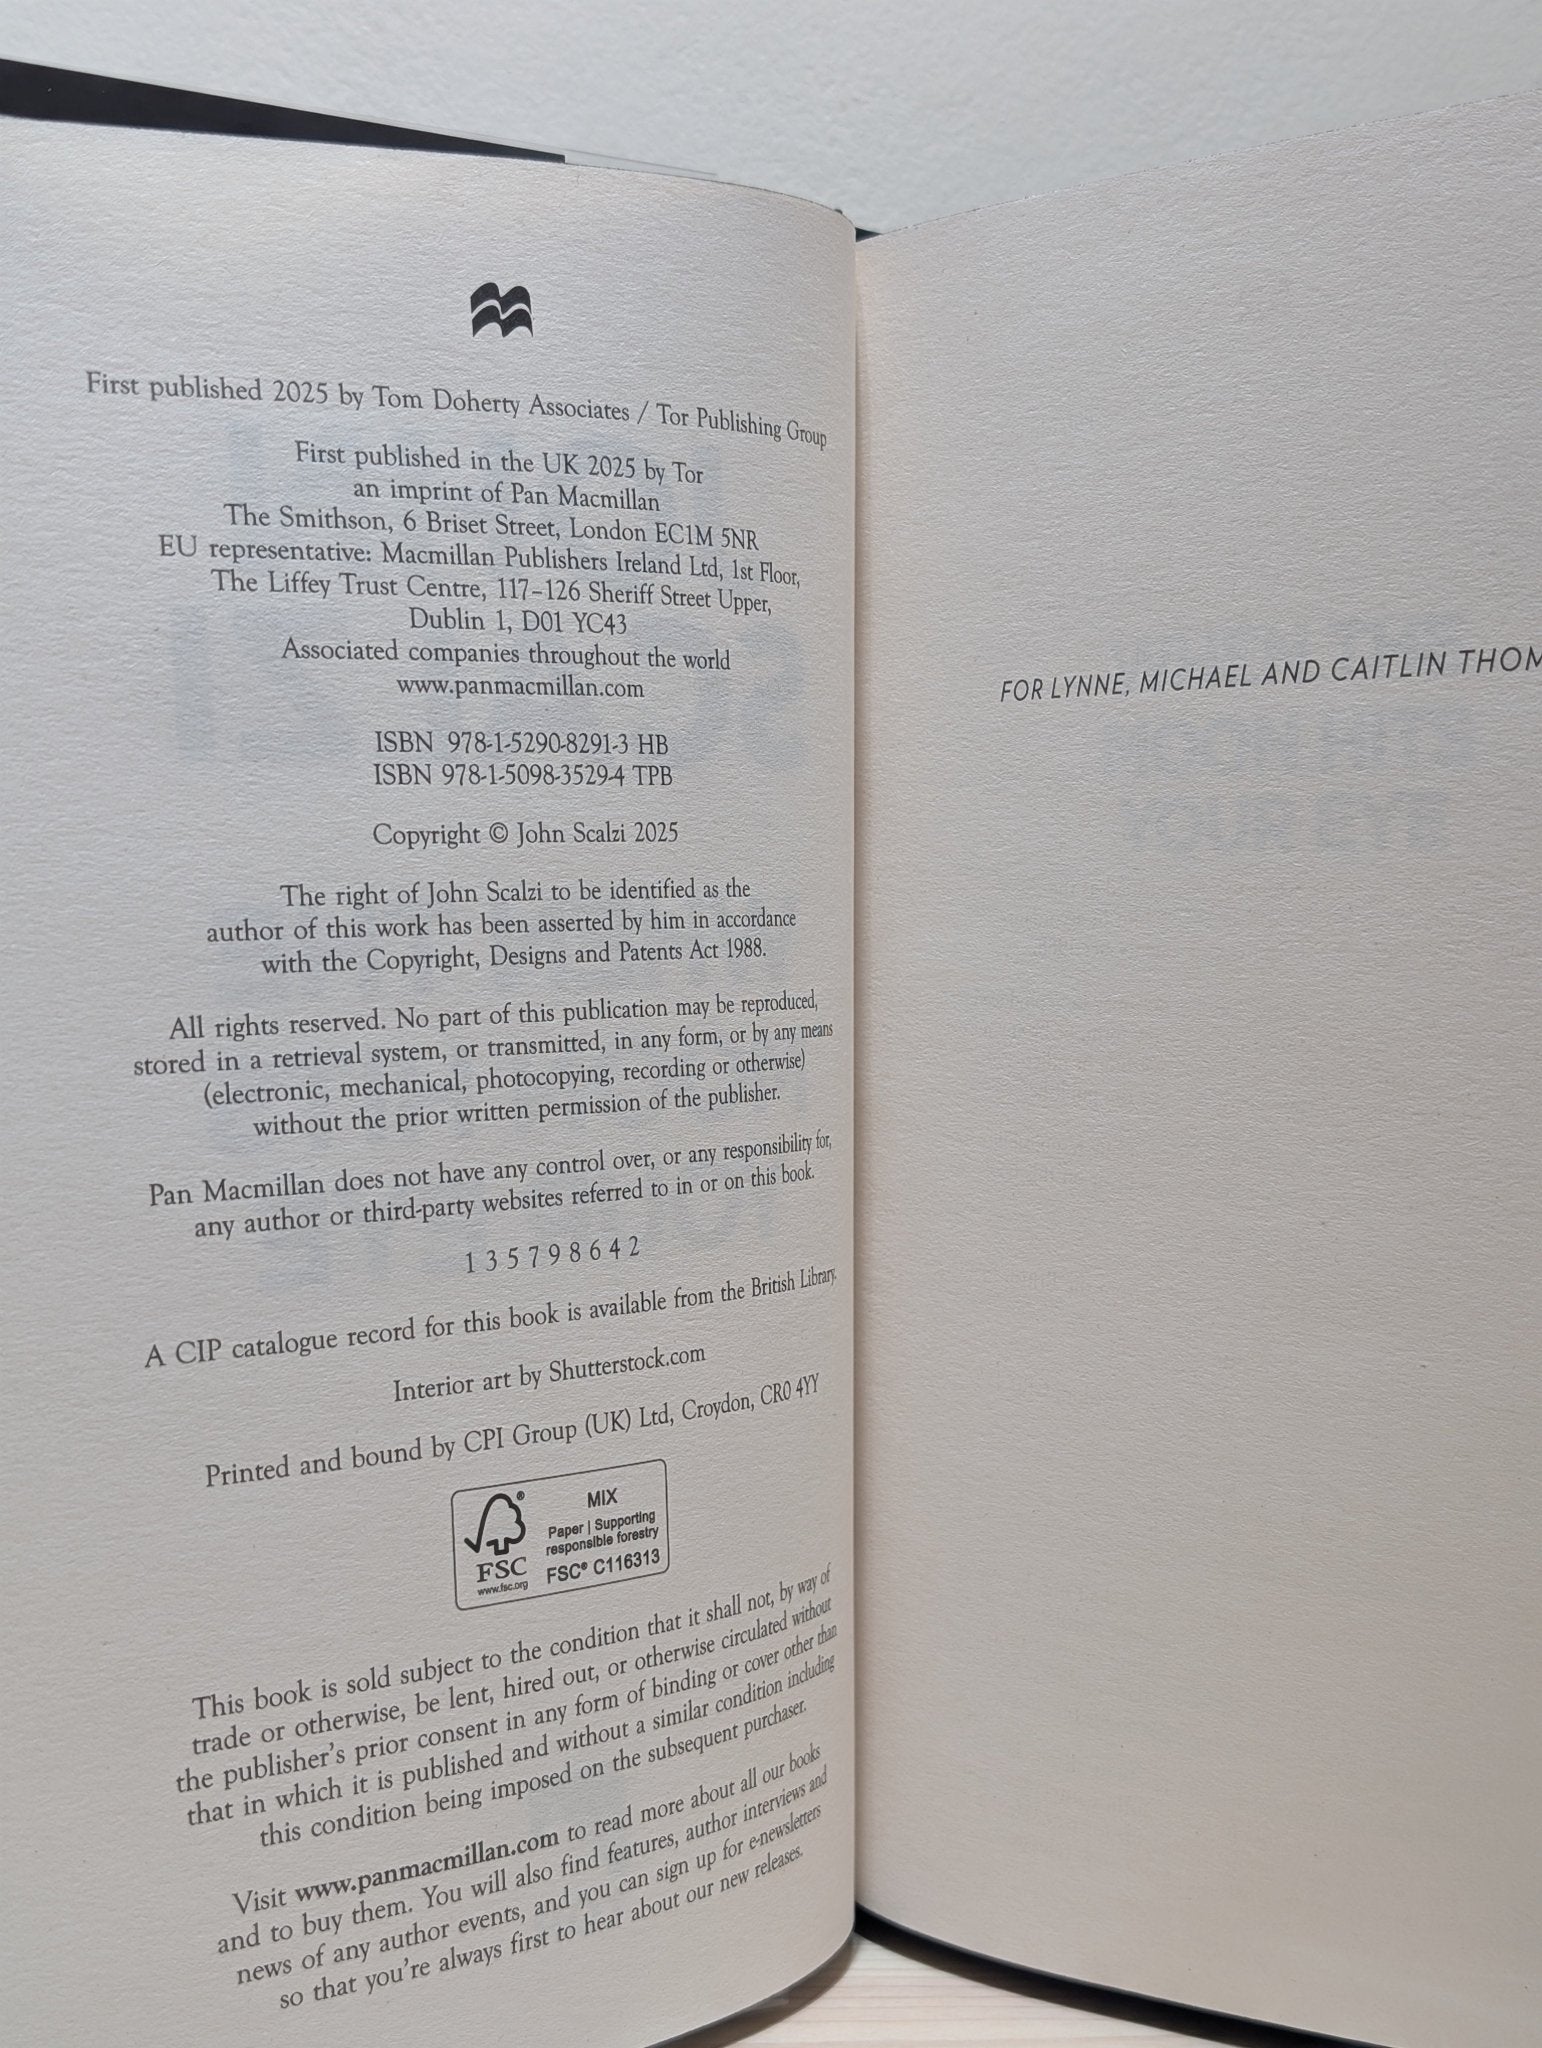 First published 2025 by Tom Doherty Associates / Tor Publishing Group
First published in the UK 2025 by Tor
an imprint of Pan Macmillan
The Smithson, 6 Briset Street, London EC1M 5NR
EU representative: Macmillan Publishers Ireland Ltd, 1st Floor,
The Liffey Trust Centre, 117–126 Sheriff Street Upper,
Dublin 1, D01 YC43
Associated companies throughout the world
www.panmacmillan.com
ISBN 978-1-5290-8291-3 HB
ISBN 978-1-5098-3529-4 TPB
Copyright © John Scalzi 2025
The right of John Scalzi to be identified as the
author of this work has been asserted by him in accordance
with the Copyright, Designs and Patents Act 1988.
All rights reserved. No part of this publication may be reproduced,
stored in a retrieval system, or transmitted, in any form, or by any means
(electronic, mechanical, photocopying, recording or otherwise)
without the prior written permission of the publisher.
Pan Macmillan does not have any control over, or any responsibility for,
any author or third-party websites referred to in or on this book.
1 3 5 7 9 8 6 4 2
A CIP catalogue record for this book is available from the British Library.
Interior art by Shutterstock.com
Printed and bound by CPI Group (UK) Ltd, Croydon, CR0 4YY
FSC
www.fsc.org
MIX
Paper | Supporting
responsible forestry
FSC® C116313
This book is sold subject to the condition that it shall not, by way of
trade or otherwise, be lent, hired out, or otherwise circulated without
the publisher's prior consent in any form of binding or cover other than
that in which it is published and without a similar condition including
this condition being imposed on the subsequent purchaser.
Visit www.panmacmillan.com to read more about all our books
and to buy them. You will also find features, author interviews and
news of any author events, and you can sign up for e-newsletters
so that you're always first to hear about our new releases.
FOR LYNNE, MICHAEL AND CAITLIN THOM